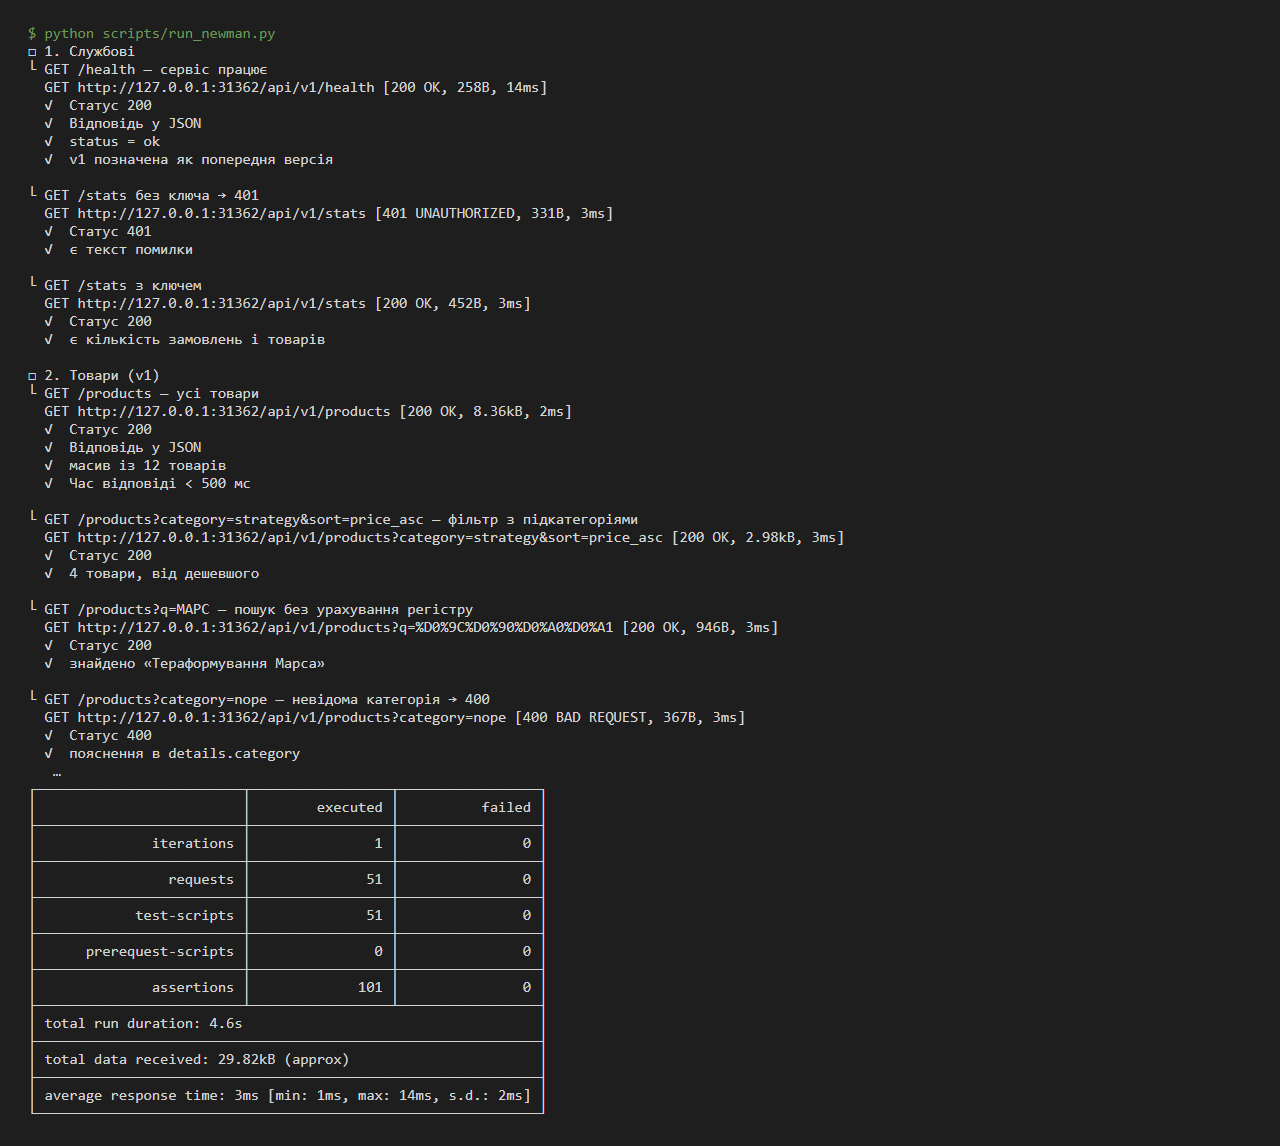 $ python scripts/run_newman.py
□ 1. Службові
└ GET /health — сервіс працює
GET http://127.0.0.1:31362/api/v1/health [200 OK, 258B, 14ms]
√ Статус 200
√ Відповідь у JSON
√ status = ok
√ v1 позначена як попередня версія
└ GET /stats без ключа → 401
GET http://127.0.0.1:31362/api/v1/stats [401 UNAUTHORIZED, 331B, 3ms]
√ Статус 401
√ є текст помилки
└ GET /stats з ключем
GET http://127.0.0.1:31362/api/v1/stats [200 OK, 452B, 3ms]
√ Статус 200
√ є кількість замовлень і товарів
□ 2. Товари (v1)
└ GET /products — усі товари
GET http://127.0.0.1:31362/api/v1/products [200 OK, 8.36kB, 2ms]
√ Статус 200
√ Відповідь у JSON
√ масив із 12 товарів
√ Час відповіді < 500 мс
└ GET /products?category=strategy&sort=price_asc — фільтр з підкатегоріями
GET http://127.0.0.1:31362/api/v1/products?category=strategy&sort=price_asc [200 OK, 2.98kB, 3ms]
√ Статус 200
√ 4 товари, від дешевшого
└ GET /products?q=МАРС — пошук без урахування регістру
GET http://127.0.0.1:31362/api/v1/products?q=%D0%9C%D0%90%D0%A0%D0%A1 [200 OK, 946B, 3ms]
√ Статус 200
√ знайдено «Тераформування Марса»
└ GET /products?category=nope — невідома категорія → 400
GET http://127.0.0.1:31362/api/v1/products?category=nope [400 BAD REQUEST, 367B, 3ms]
√ Статус 400
√ пояснення в details.category
…
executed failed
iterations 1 0
requests 51 0
test-scripts 51 0
prerequest-scripts 0 0
assertions 101 0
total run duration: 4.6s
total data received: 29.82kB (approx)
average response time: 3ms [min: 1ms, max: 14ms, s.d.: 2ms]